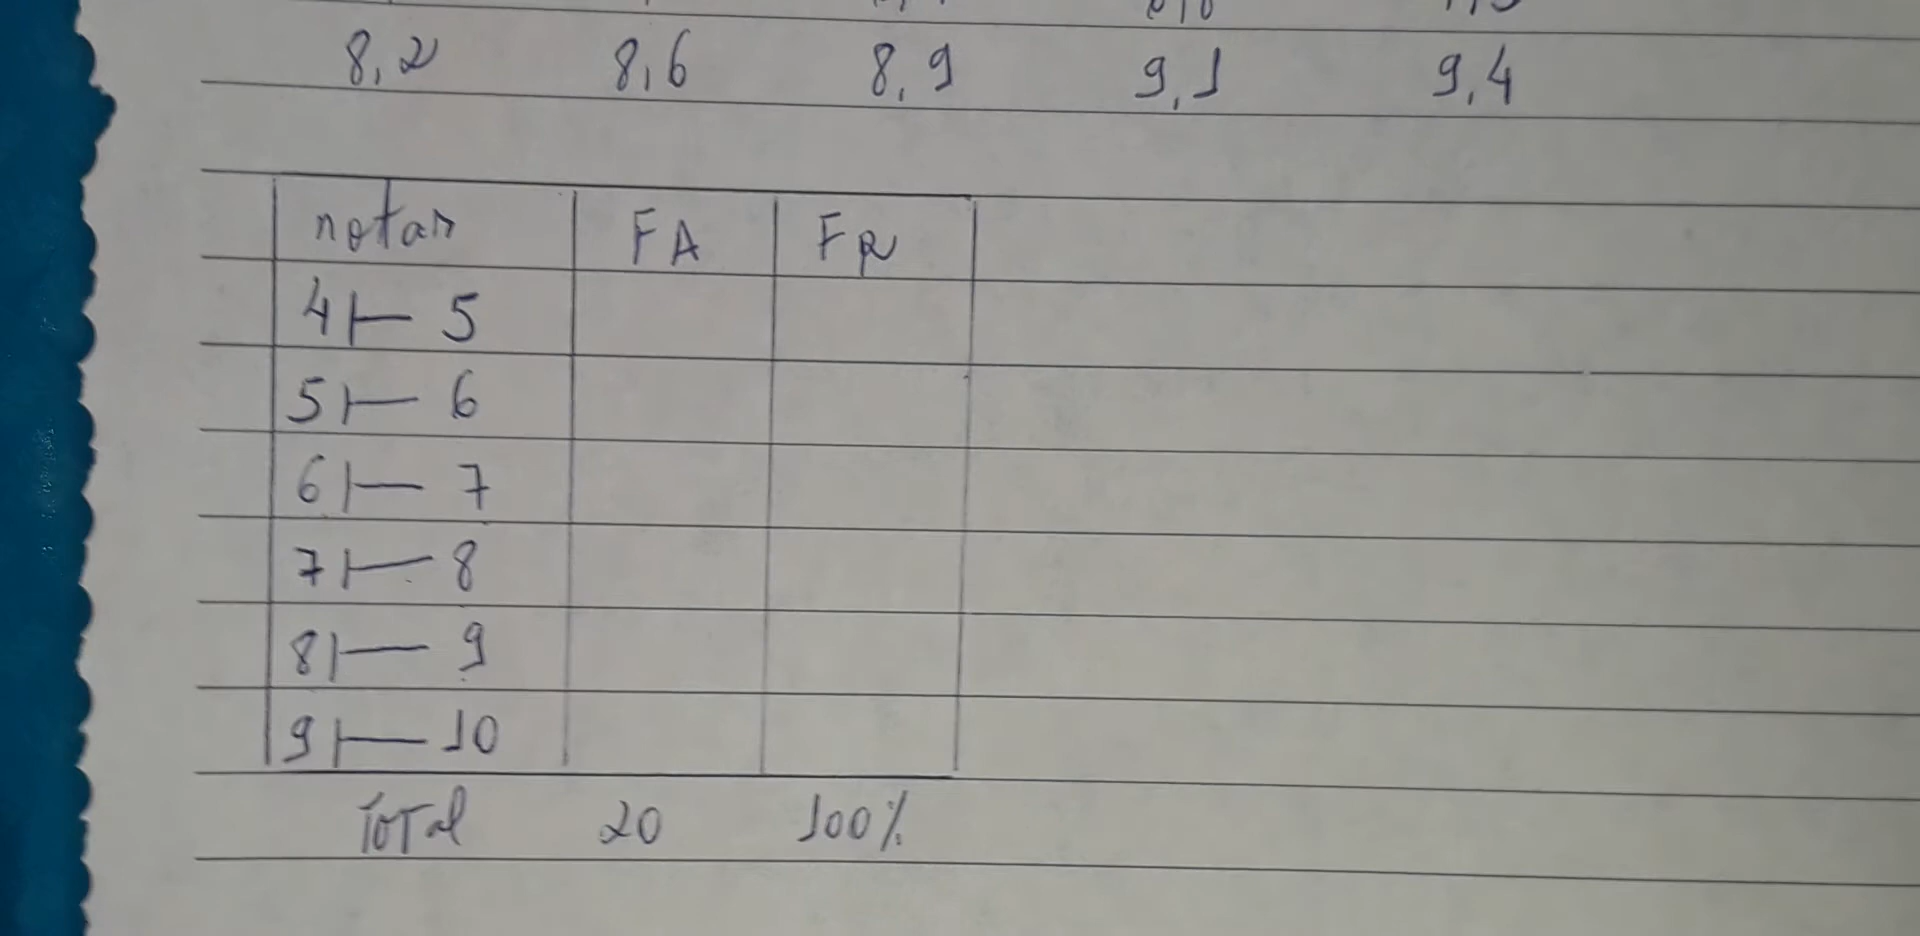 8,2 8,6 8,9 9,1 9,4
notas FA FR
4 ⊢ 5
5 ⊢ 6
6 ⊢ 7
7 ⊢ 8
8 ⊢ 9
9 ⊢ 10
Total 20 100%